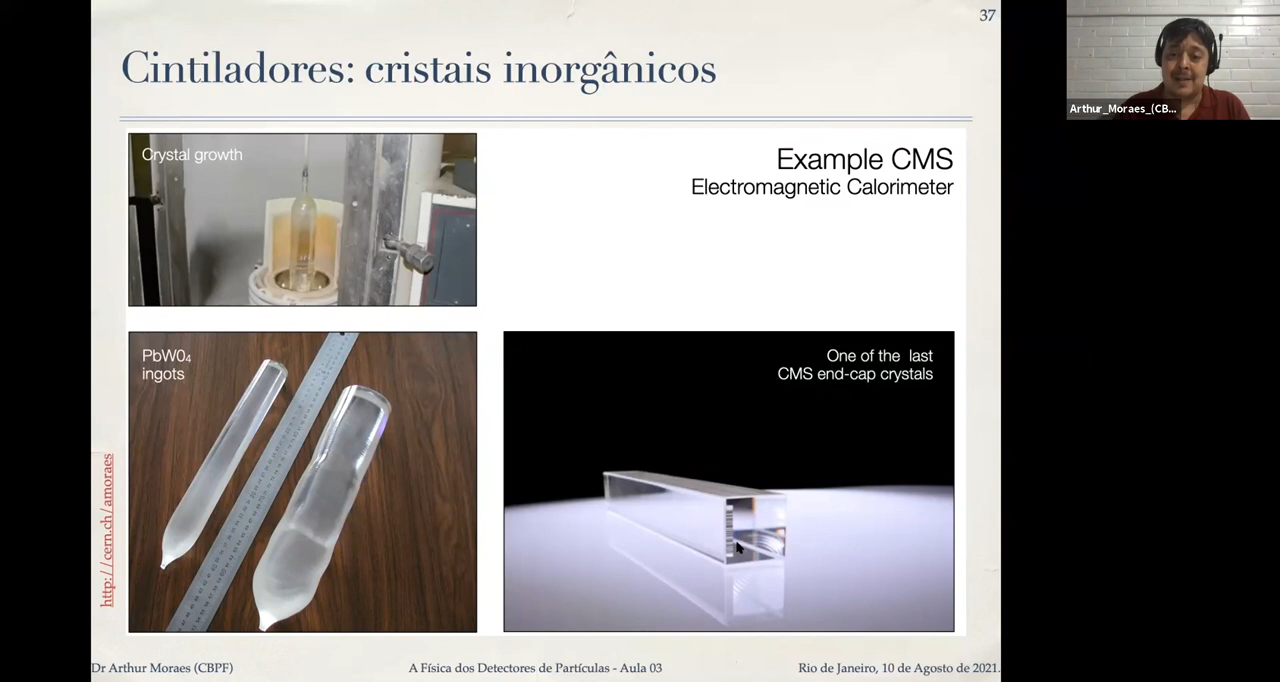 37
Cintiladores: cristais inorgânicos
Crystal growth
Example CMS
Electromagnetic Calorimeter
PbW0₄
ingots
One of the last
CMS end-cap crystals
http://cern.ch/amoraes
Dr Arthur Moraes (CBPF)
A Física dos Detectores de Partículas - Aula 03
Rio de Janeiro, 10 de Agosto de 2021.
Arthur_Moraes_(CB...